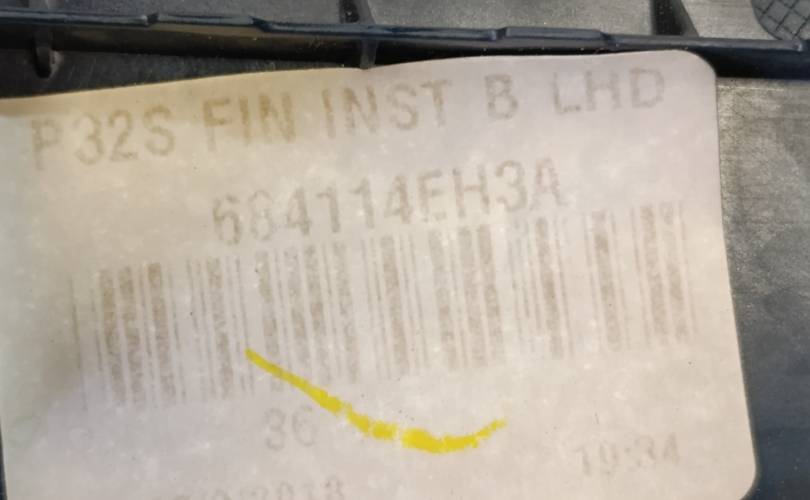 P32S FIN INST B LHD
684114EH3A
36
19:34